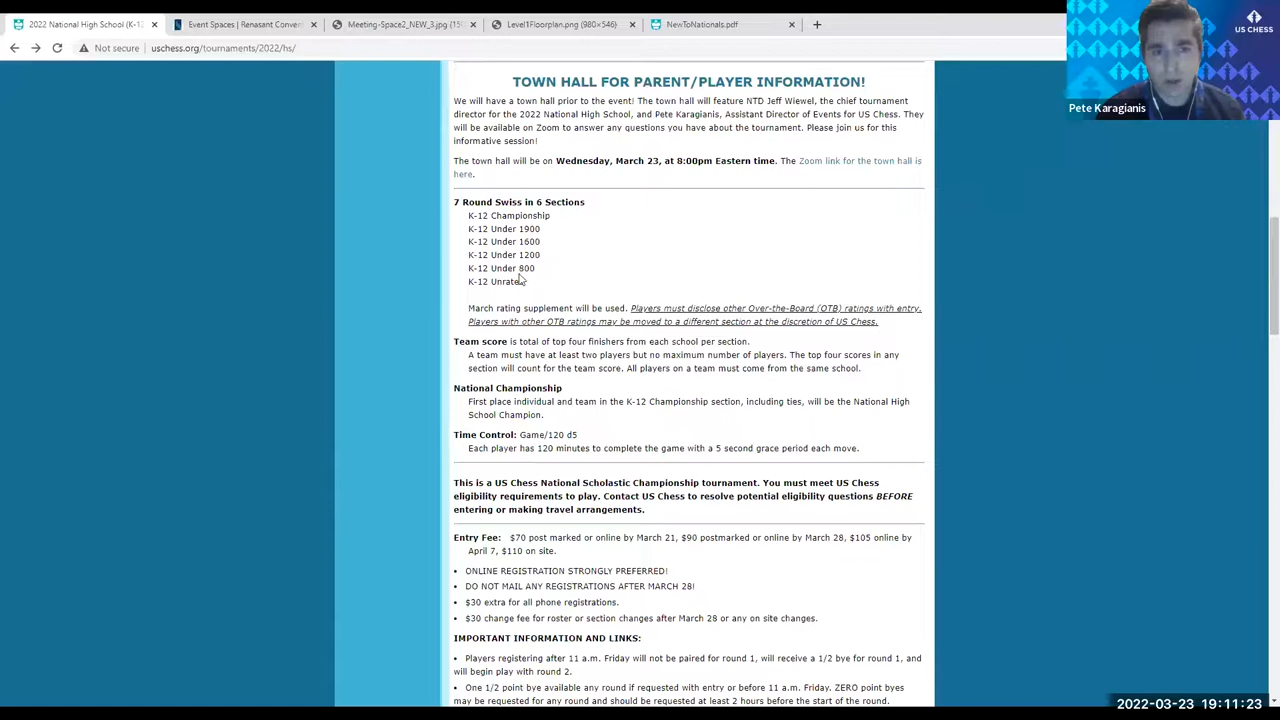 2022 National High School (K-1
Event Spaces | Renasant Conven
Meeting-Space2_NEW_3.jpg (15
Level1Floorplan.png (980×546)
NewToNationals.pdf
Not secure
uschess.org/tournaments/2022/hs/
US CHESS
Pete Karagianis
TOWN HALL FOR PARENT/PLAYER INFORMATION!
We will have a town hall prior to the event! The town hall will feature NTD Jeff Wiewel, the chief tournament
director for the 2022 National High School, and Pete Karagianis, Assistant Director of Events for US Chess. They
will be available on Zoom to answer any questions you have about the tournament. Please join us for this
informative session!
The town hall will be on Wednesday, March 23, at 8:00pm Eastern time. The Zoom link for the town hall is
here.
7 Round Swiss in 6 Sections
K-12 Championship
K-12 Under 1900
K-12 Under 1600
K-12 Under 1200
K-12 Under 800
K-12 Unrate
March rating supplement will be used. Players must disclose other Over-the-Board (OTB) ratings with entry.
Players with other OTB ratings may be moved to a different section at the discretion of US Chess.
Team score is total of top four finishers from each school per section.
A team must have at least two players but no maximum number of players. The top four scores in any
section will count for the team score. All players on a team must come from the same school.
National Championship
First place individual and team in the K-12 Championship section, including ties, will be the National High
School Champion.
Time Control: Game/120 d5
Each player has 120 minutes to complete the game with a 5 second grace period each move.
This is a US Chess National Scholastic Championship tournament. You must meet US Chess
eligibility requirements to play. Contact US Chess to resolve potential eligibility questions BEFORE
entering or making travel arrangements.
Entry Fee: $70 post marked or online by March 21, $90 postmarked or online by March 28, $105 online by
April 7, $110 on site.
• ONLINE REGISTRATION STRONGLY PREFERRED!
• DO NOT MAIL ANY REGISTRATIONS AFTER MARCH 28!
• $30 extra for all phone registrations.
• $30 change fee for roster or section changes after March 28 or any on site changes.
IMPORTANT INFORMATION AND LINKS:
• Players registering after 11 a.m. Friday will not be paired for round 1, will receive a 1/2 bye for round 1, and
will begin play with round 2.
• One 1/2 point bye available any round if requested with entry or before 11 a.m. Friday. ZERO point byes
may be requested for any round and should be requested at least 2 hours before the start of the round.
2022-03-23 19:11:23